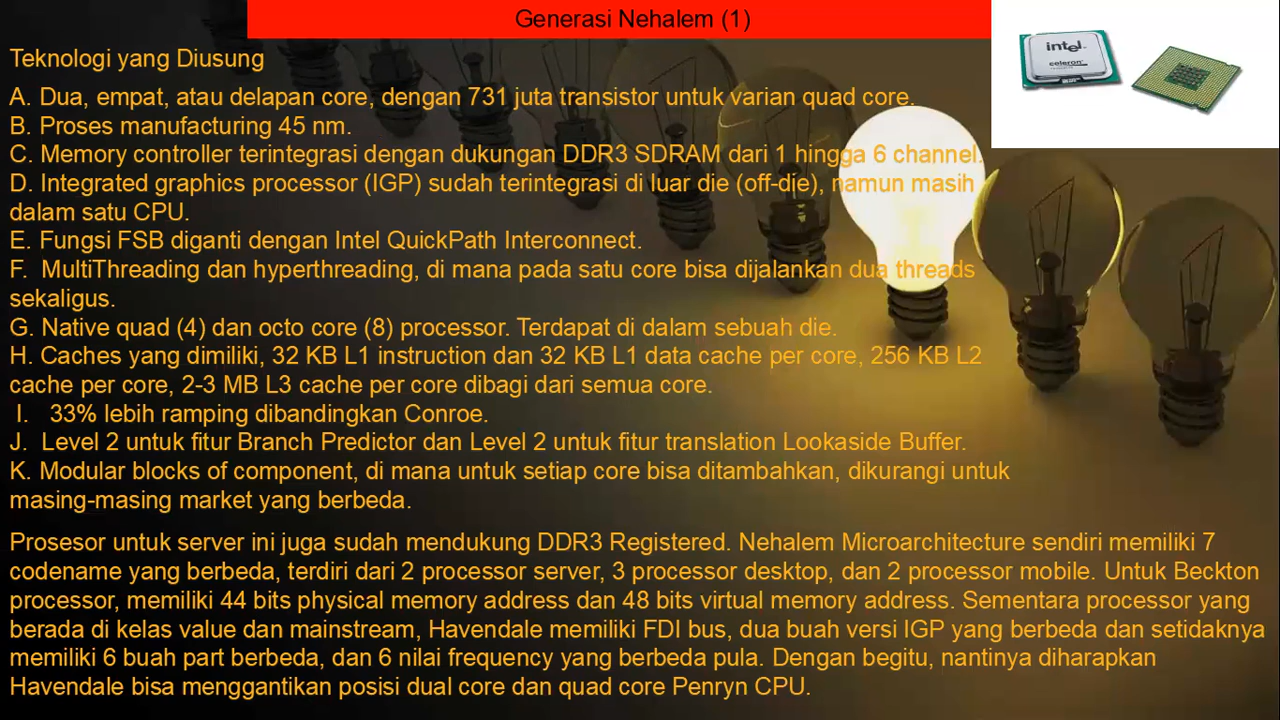 Generasi Nehalem (1)
intel
celeron
Teknologi yang Diusung
A. Dua, empat, atau delapan core, dengan 731 juta transistor untuk varian quad core.
B. Proses manufacturing 45 nm.
C. Memory controller terintegrasi dengan dukungan DDR3 SDRAM dari 1 hingga 6 channel.
D. Integrated graphics processor (IGP) sudah terintegrasi di luar die (off-die), namun masih
dalam satu CPU.
E. Fungsi FSB diganti dengan Intel QuickPath Interconnect.
F. MultiThreading dan hyperthreading, di mana pada satu core bisa dijalankan dua threads
sekaligus.
G. Native quad (4) dan octo core (8) processor. Terdapat di dalam sebuah die.
H. Caches yang dimiliki, 32 KB L1 instruction dan 32 KB L1 data cache per core, 256 KB L2
cache per core, 2-3 MB L3 cache per core dibagi dari semua core.
I. 33% lebih ramping dibandingkan Conroe.
J. Level 2 untuk fitur Branch Predictor dan Level 2 untuk fitur translation Lookaside Buffer.
K. Modular blocks of component, di mana untuk setiap core bisa ditambahkan, dikurangi untuk
masing-masing market yang berbeda.
Prosesor untuk server ini juga sudah mendukung DDR3 Registered. Nehalem Microarchitecture sendiri memiliki 7
codename yang berbeda, terdiri dari 2 processor server, 3 processor desktop, dan 2 processor mobile. Untuk Beckton
processor, memiliki 44 bits physical memory address dan 48 bits virtual memory address. Sementara processor yang
berada di kelas value dan mainstream, Havendale memiliki FDI bus, dua buah versi IGP yang berbeda dan setidaknya
memiliki 6 buah part berbeda, dan 6 nilai frequency yang berbeda pula. Dengan begitu, nantinya diharapkan
Havendale bisa menggantikan posisi dual core dan quad core Penryn CPU.